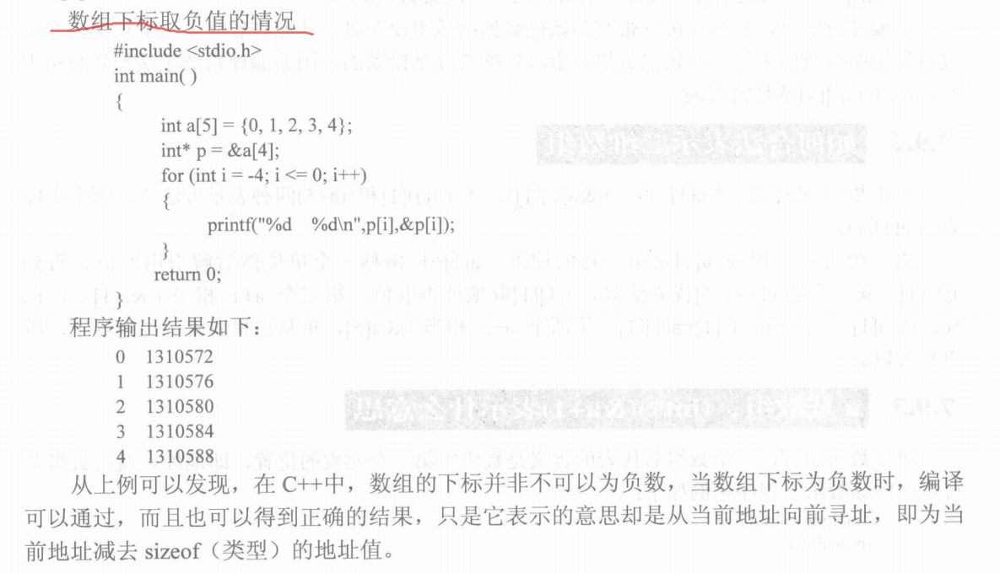 数组下标取负值的情况
#include <stdio.h>
int main( )
{
int a[5] = {0, 1, 2, 3, 4};
int* p = &a[4];
for (int i = -4; i <= 0; i++)
{
printf("%d   %d\n",p[i],&p[i]);
}
return 0;
}
程序输出结果如下：
0 1310572
1 1310576
2 1310580
3 1310584
4 1310588
从上例可以发现，在 C++中，数组的下标并非不可以为负数，当数组下标为负数时，编译
可以通过，而且也可以得到正确的结果，只是它表示的意思却是从当前地址向前寻址，即为当
前地址减去 sizeof（类型）的地址值。